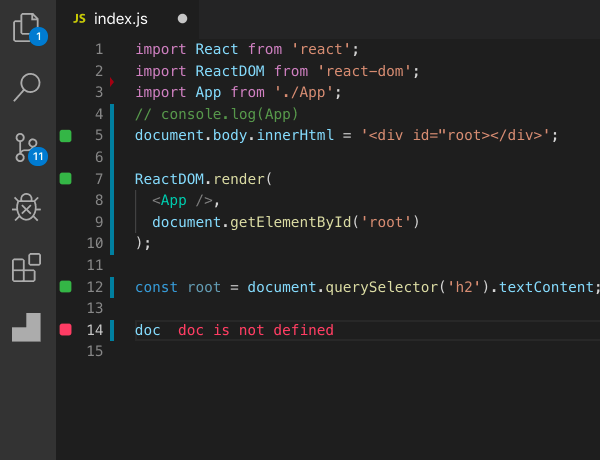 JS index.js
1
1 import React from 'react';
2 import ReactDOM from 'react-dom';
3 import App from './App';
4 // console.log(App)
5 document.body.innerHtml = '<div id="root></div>';
11
6
7 ReactDOM.render(
8 <App />,
9 document.getElementById('root')
10 );
11
12 const root = document.querySelector('h2').textContent;
13
14 doc doc is not defined
15